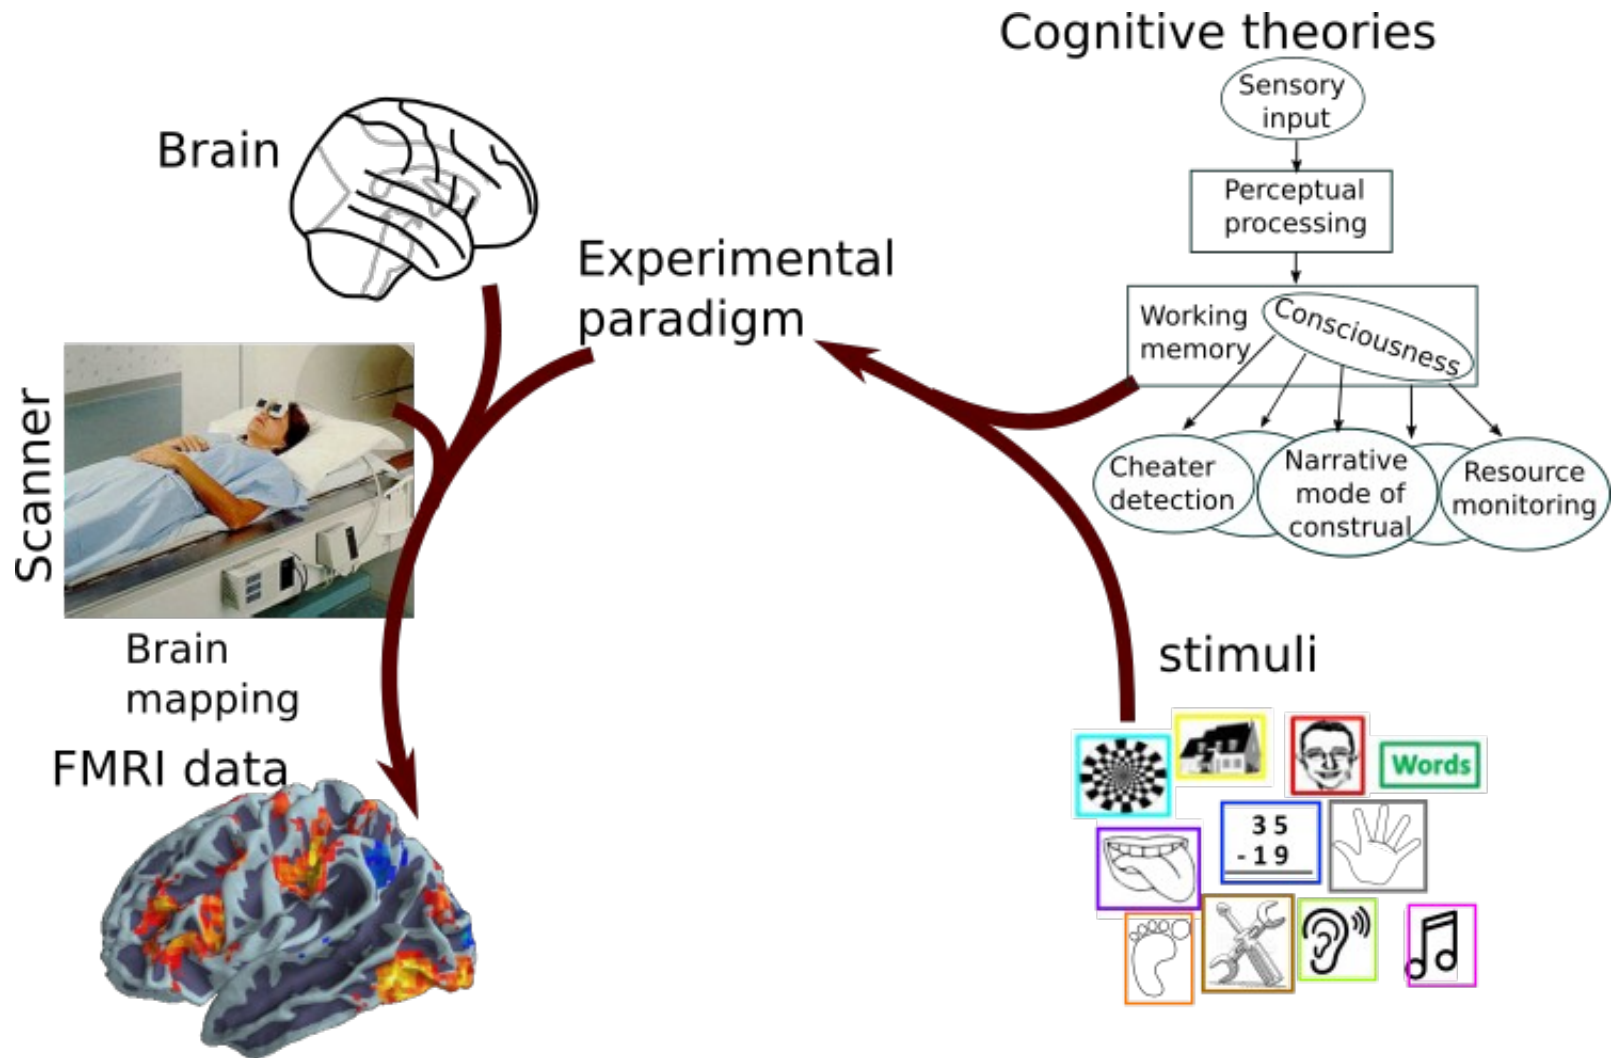 Cognitive theories
Sensory
input
Perceptual
processing
Working
memory
Consciousness
Cheater
detection
Narrative
mode of
construal
Resource
monitoring
Brain
Experimental
paradigm
Scanner
Brain
mapping
FMRI data
stimuli
Words
35
-19